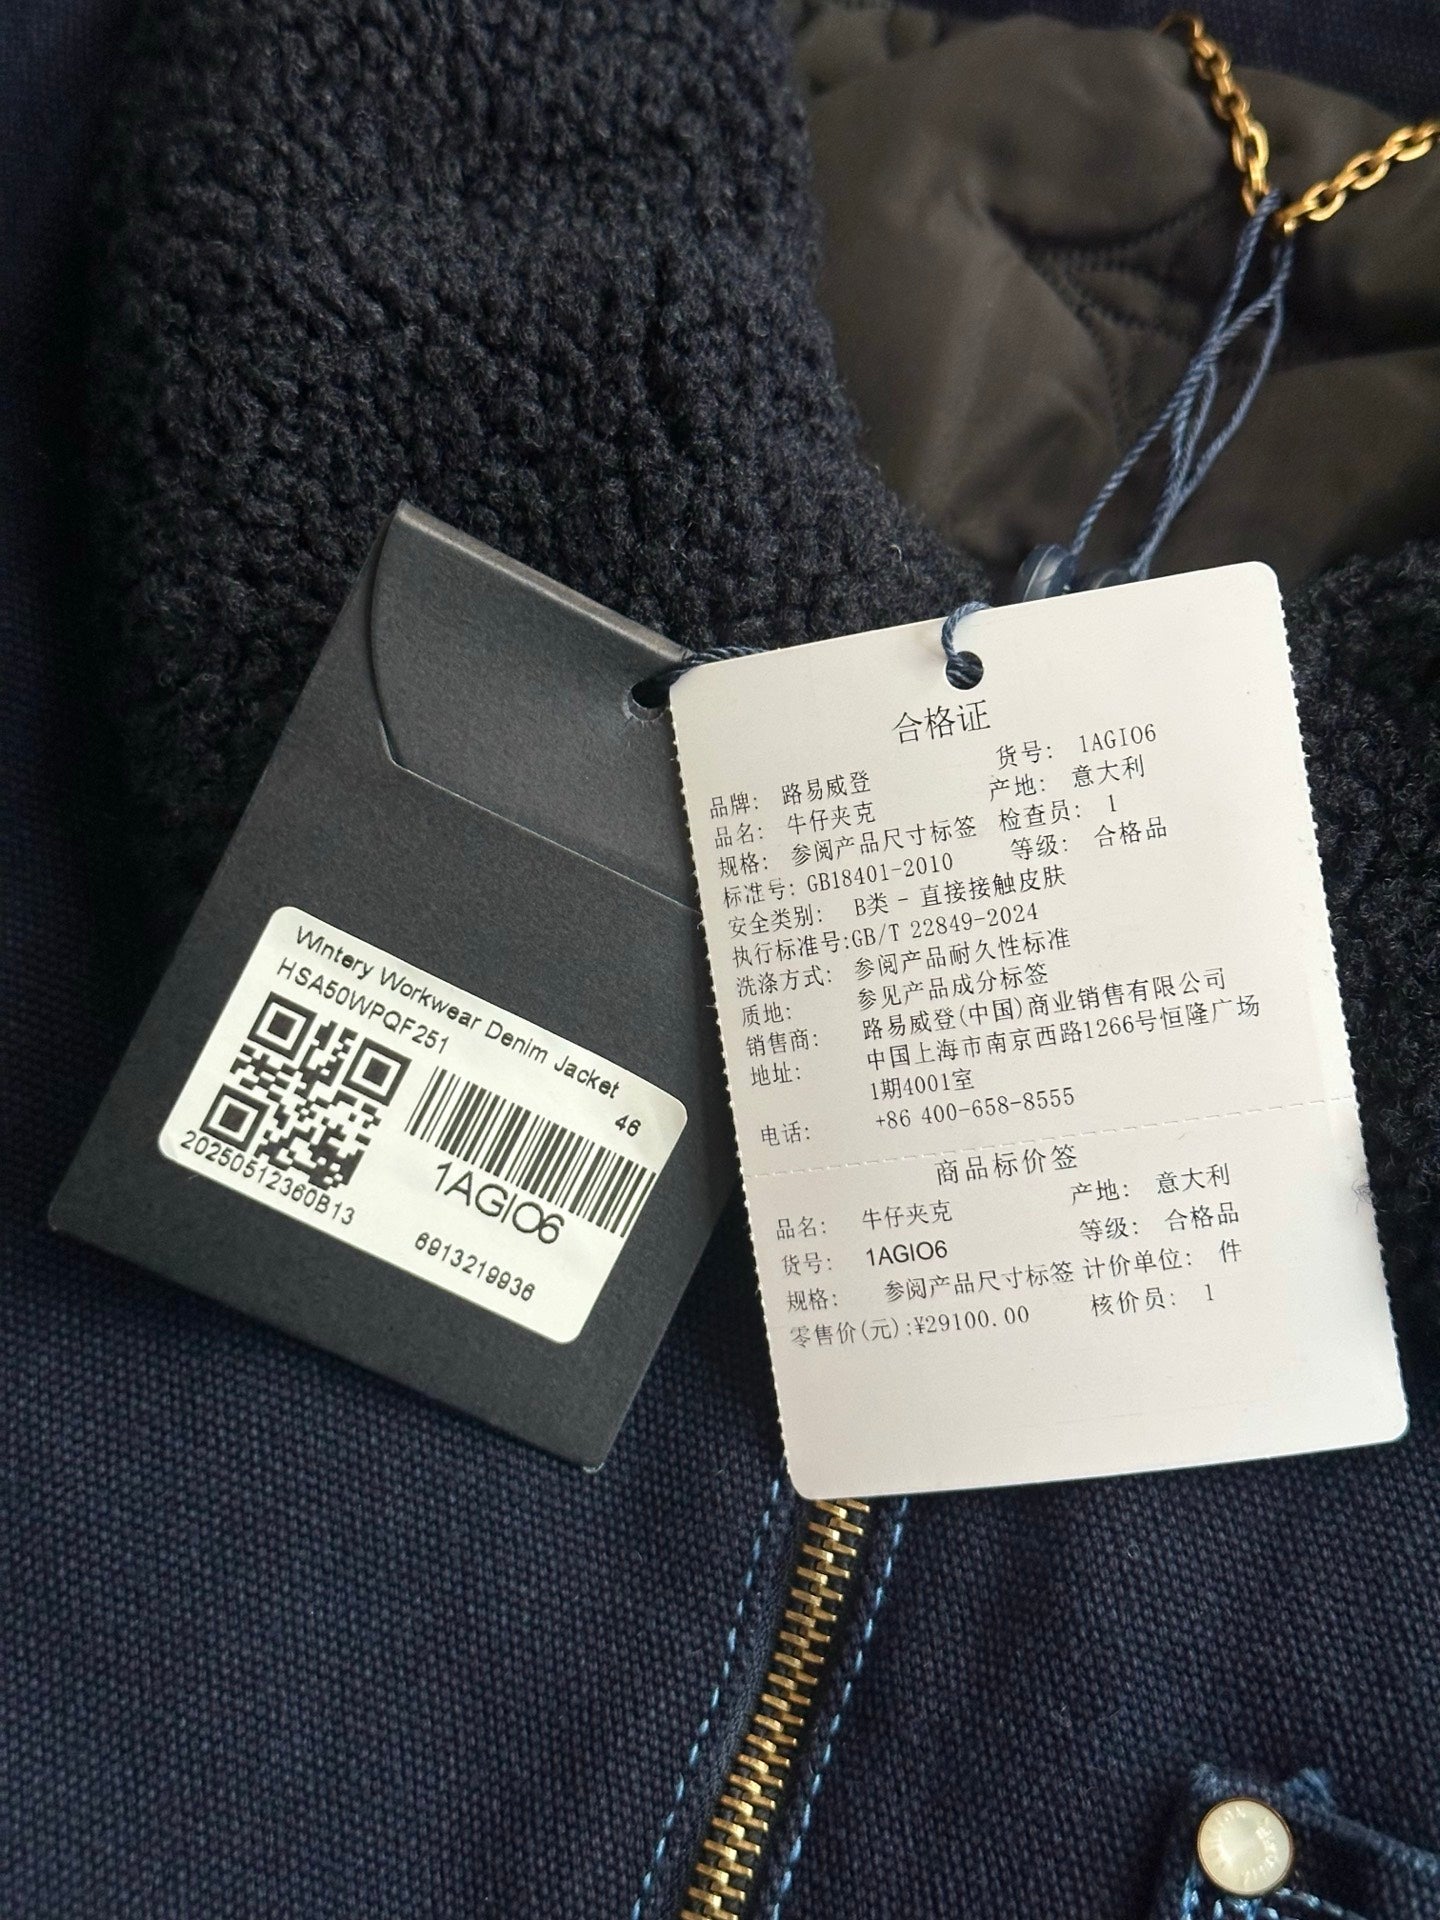 Wintery Workwear Denim Jacket
HSA50WPQF251
46
1AGIO6
20250512360B13
6913219936
合格证
货号: 1AGIO6
品牌: 路易威登
产地: 意大利
品名: 牛仔夹克
检查员: 1
规格: 参阅产品尺寸标签
等级: 合格品
标准号: GB18401-2010
安全类别: B类 - 直接接触皮肤
执行标准号:GB/T 22849-2024
洗涤方式: 参阅产品耐久性标准
质地: 参见产品成分标签
销售商: 路易威登(中国)商业销售有限公司
地址: 中国上海市南京西路1266号恒隆广场
1期4001室
电话: +86 400-658-8555
商品标价签
品名: 牛仔夹克
产地: 意大利
货号: 1AGIO6
等级: 合格品
规格: 参阅产品尺寸标签
计价单位: 件
零售价(元):¥29100.00
核价员: 1